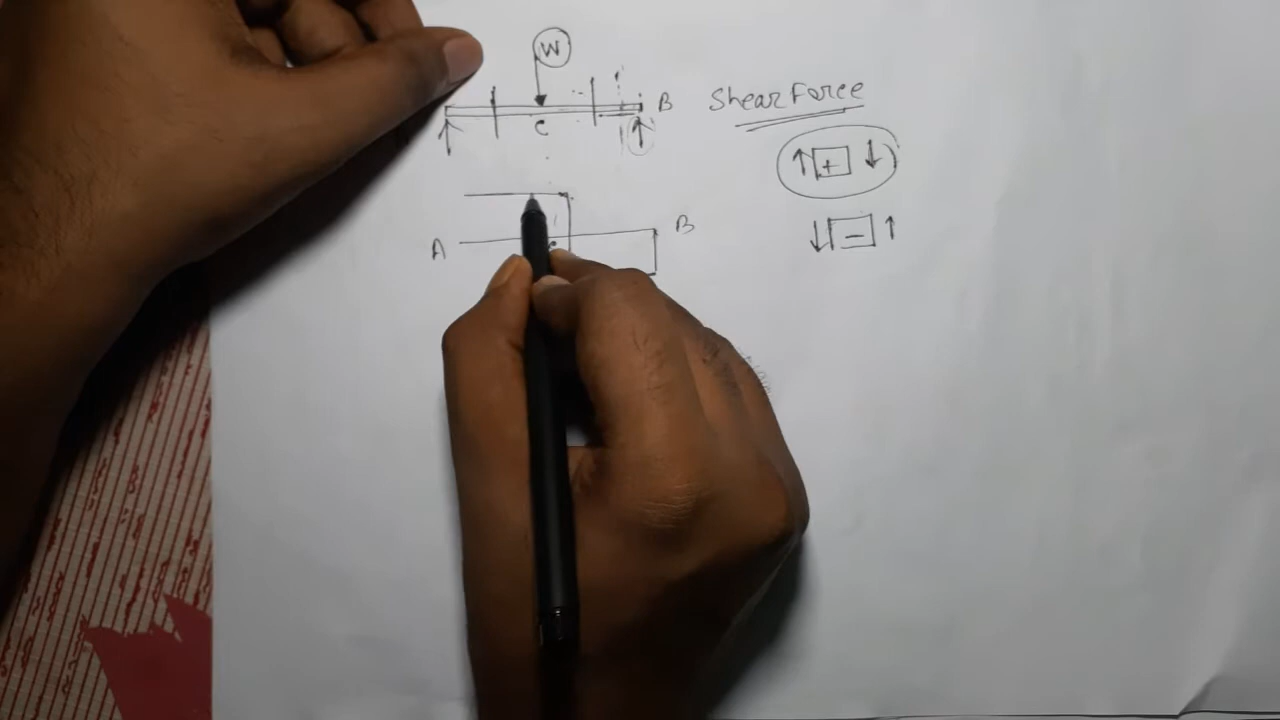 W
B
C
Shear Force
↑ + ↓
A
B
↓ − ↑